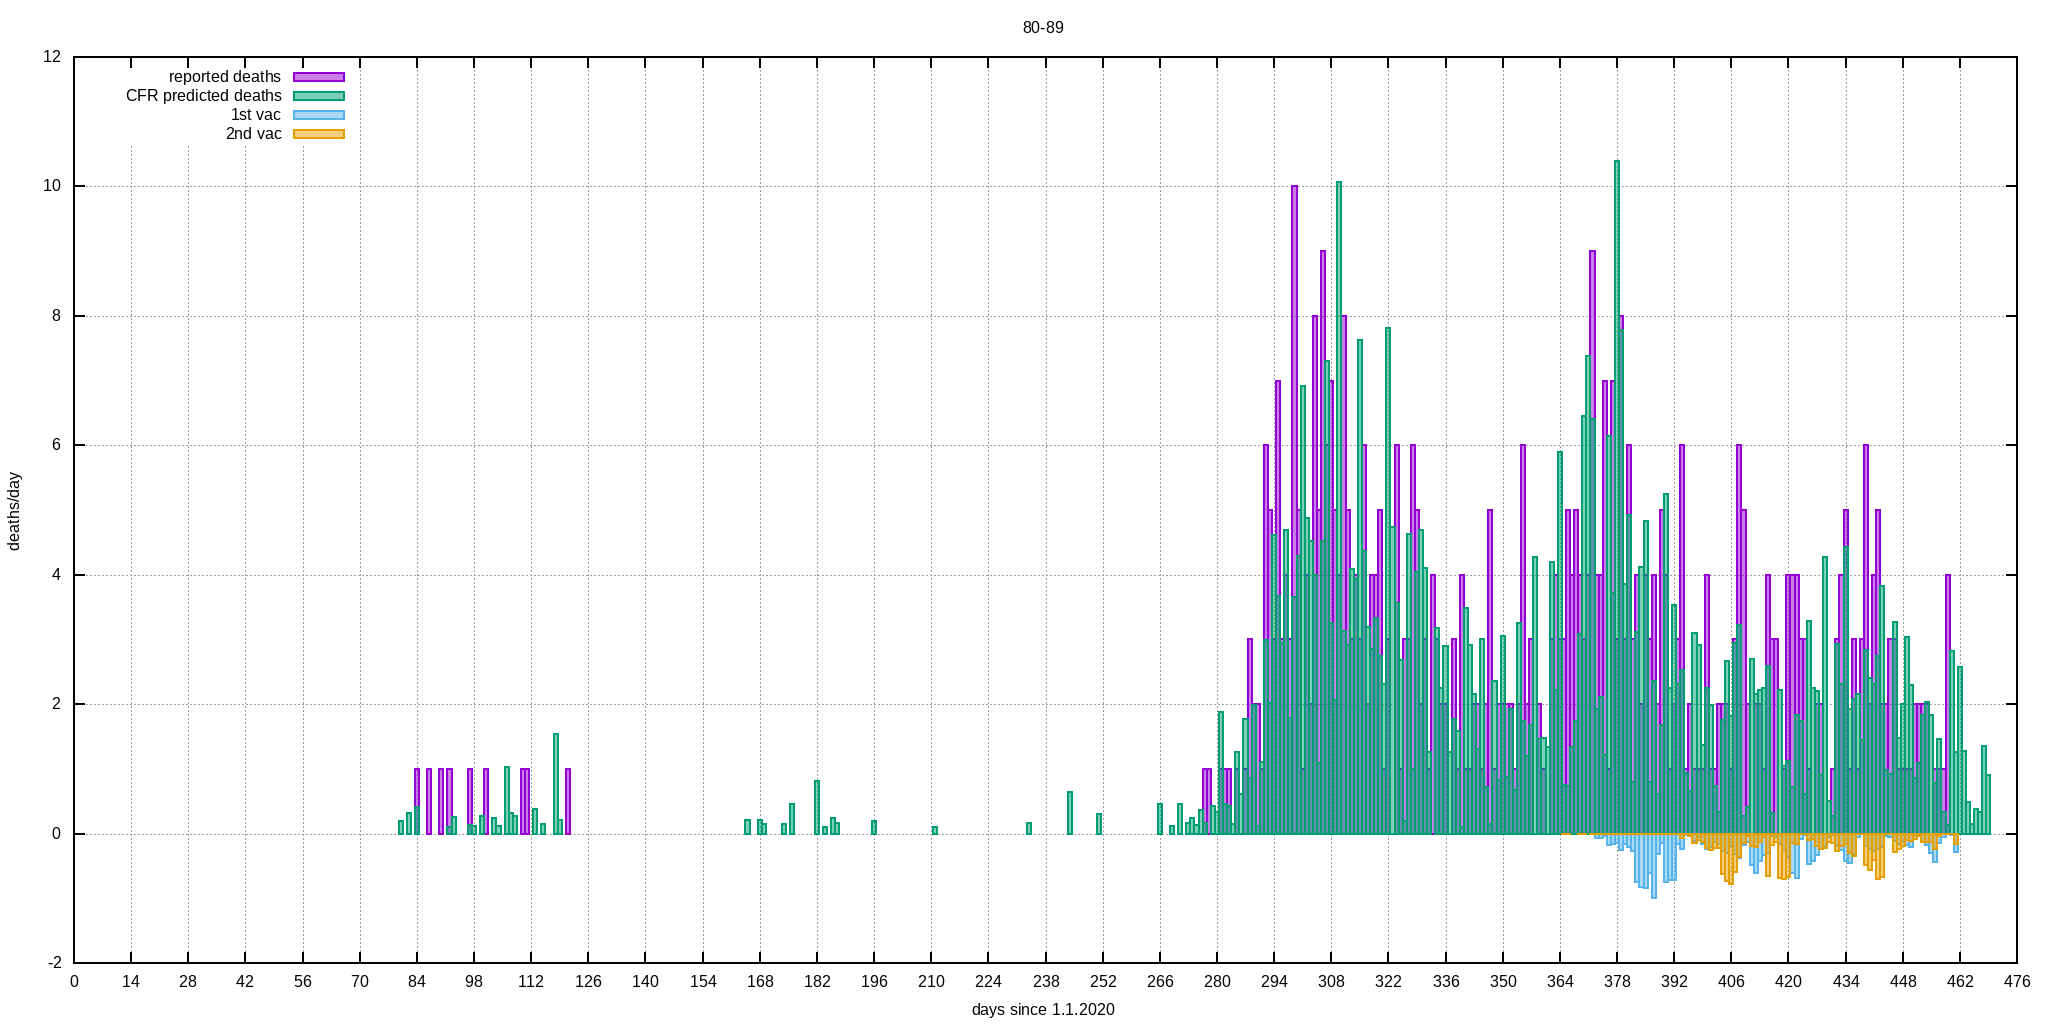 80-89
12
10
8
6
4
2
0
-2
deaths/day
reported deaths
CFR predicted deaths
1st vac
2nd vac
0 14 28 42 56 70 84 98 112 126 140 154 168 182 196 210 224 238 252 266 280 294 308 322 336 350 364 378 392 406 420 434 448 462 476
days since 1.1.2020